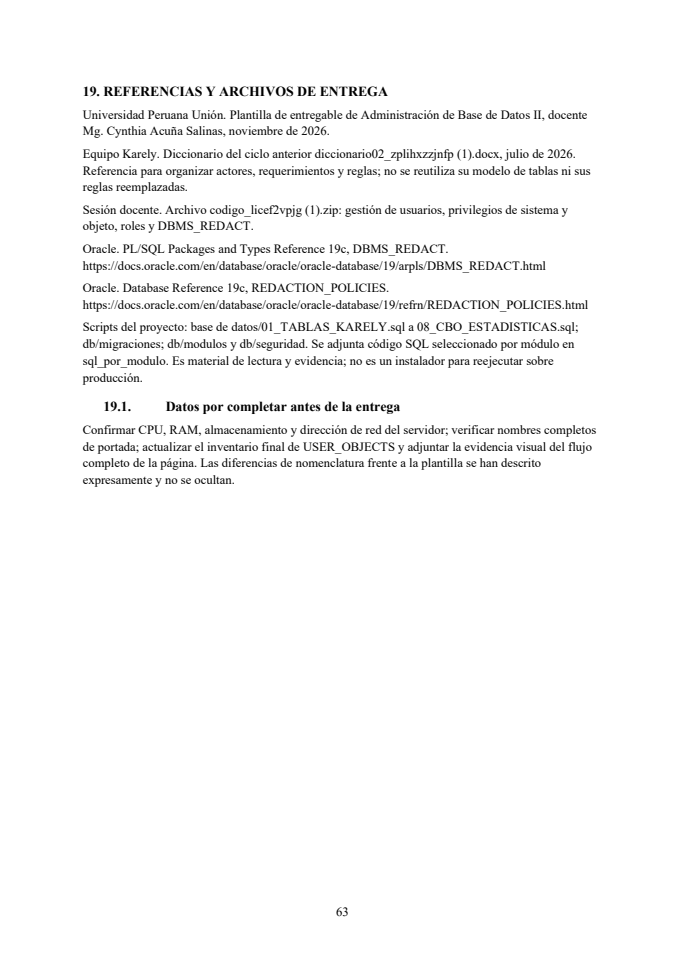 19. REFERENCIAS Y ARCHIVOS DE ENTREGA
Universidad Peruana Unión. Plantilla de entregable de Administración de Base de Datos II, docente
Mg. Cynthia Acuña Salinas, noviembre de 2026.
Equipo Karely. Diccionario del ciclo anterior diccionario02_zplihxzzjnfp (1).docx, julio de 2026.
Referencia para organizar actores, requerimientos y reglas; no se reutiliza su modelo de tablas ni sus
reglas reemplazadas.
Sesión docente. Archivo codigo_licef2vpjg (1).zip: gestión de usuarios, privilegios de sistema y
objeto, roles y DBMS_REDACT.
Oracle. PL/SQL Packages and Types Reference 19c, DBMS_REDACT.
https://docs.oracle.com/en/database/oracle/oracle-database/19/arpls/DBMS_REDACT.html
Oracle. Database Reference 19c, REDACTION_POLICIES.
https://docs.oracle.com/en/database/oracle/oracle-database/19/refrn/REDACTION_POLICIES.html
Scripts del proyecto: base de datos/01_TABLAS_KARELY.sql a 08_CBO_ESTADISTICAS.sql;
db/migraciones; db/modulos y db/seguridad. Se adjunta código SQL seleccionado por módulo en
sql_por_modulo. Es material de lectura y evidencia; no es un instalador para reejecutar sobre
producción.
19.1. Datos por completar antes de la entrega
Confirmar CPU, RAM, almacenamiento y dirección de red del servidor; verificar nombres completos
de portada; actualizar el inventario final de USER_OBJECTS y adjuntar la evidencia visual del flujo
completo de la página. Las diferencias de nomenclatura frente a la plantilla se han descrito
expresamente y no se ocultan.
63